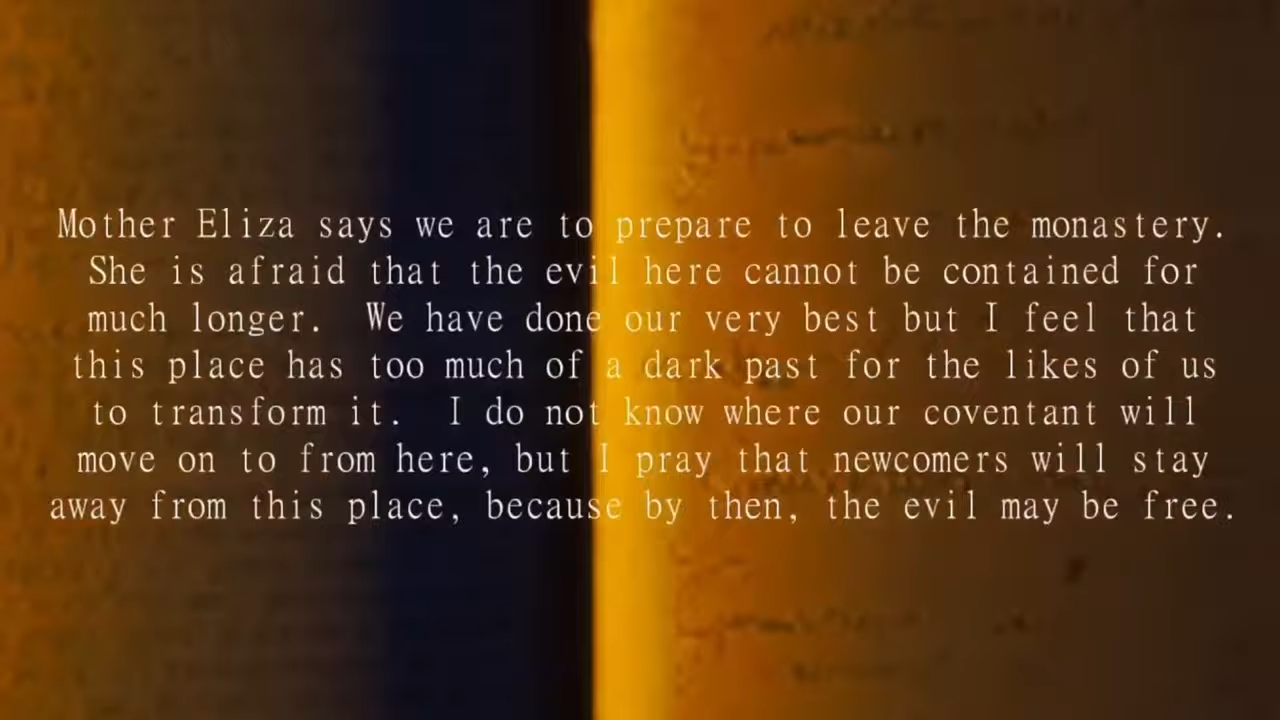 Mother Eliza says we are to prepare to leave the monastery.
She is afraid that the evil here cannot be contained for
much longer.  We have done our very best but I feel that
this place has too much of a dark past for the likes of us
to transform it.  I do not know where our coventant will
move on to from here, but I pray that newcomers will stay
away from this place, because by then, the evil may be free.